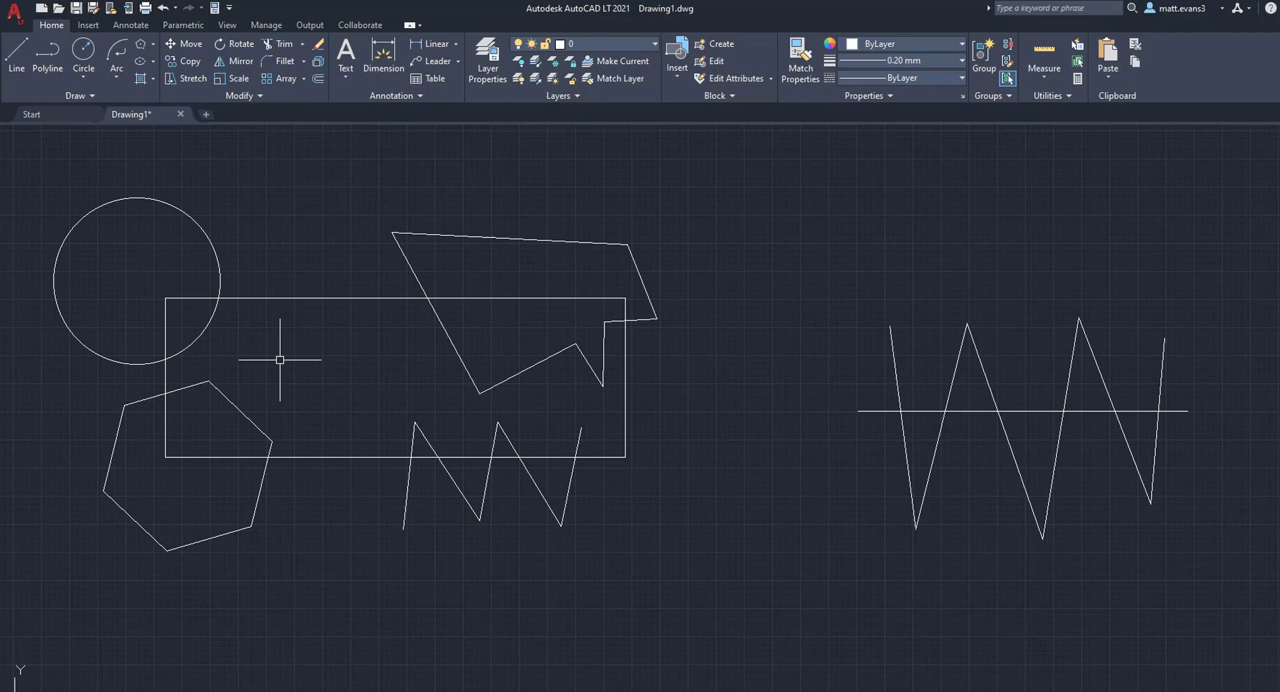 Autodesk AutoCAD LT 2021 Drawing1.dwg
Type a keyword or phrase
matt.evans3
LT
Home Insert Annotate Parametric View Manage Output Collaborate
Line Polyline Circle Arc
Move Rotate Trim
Copy Mirror Fillet
Stretch Scale Array
Text Dimension
Linear
Leader
Table
Layer Properties
0
Make Current
Match Layer
Insert
Create
Edit
Edit Attributes
Match Properties
ByLayer
0.20 mm
ByLayer
Group
Measure
Paste
Draw Modify Annotation Layers Block Properties Groups Utilities Clipboard
Start Drawing1*
Y